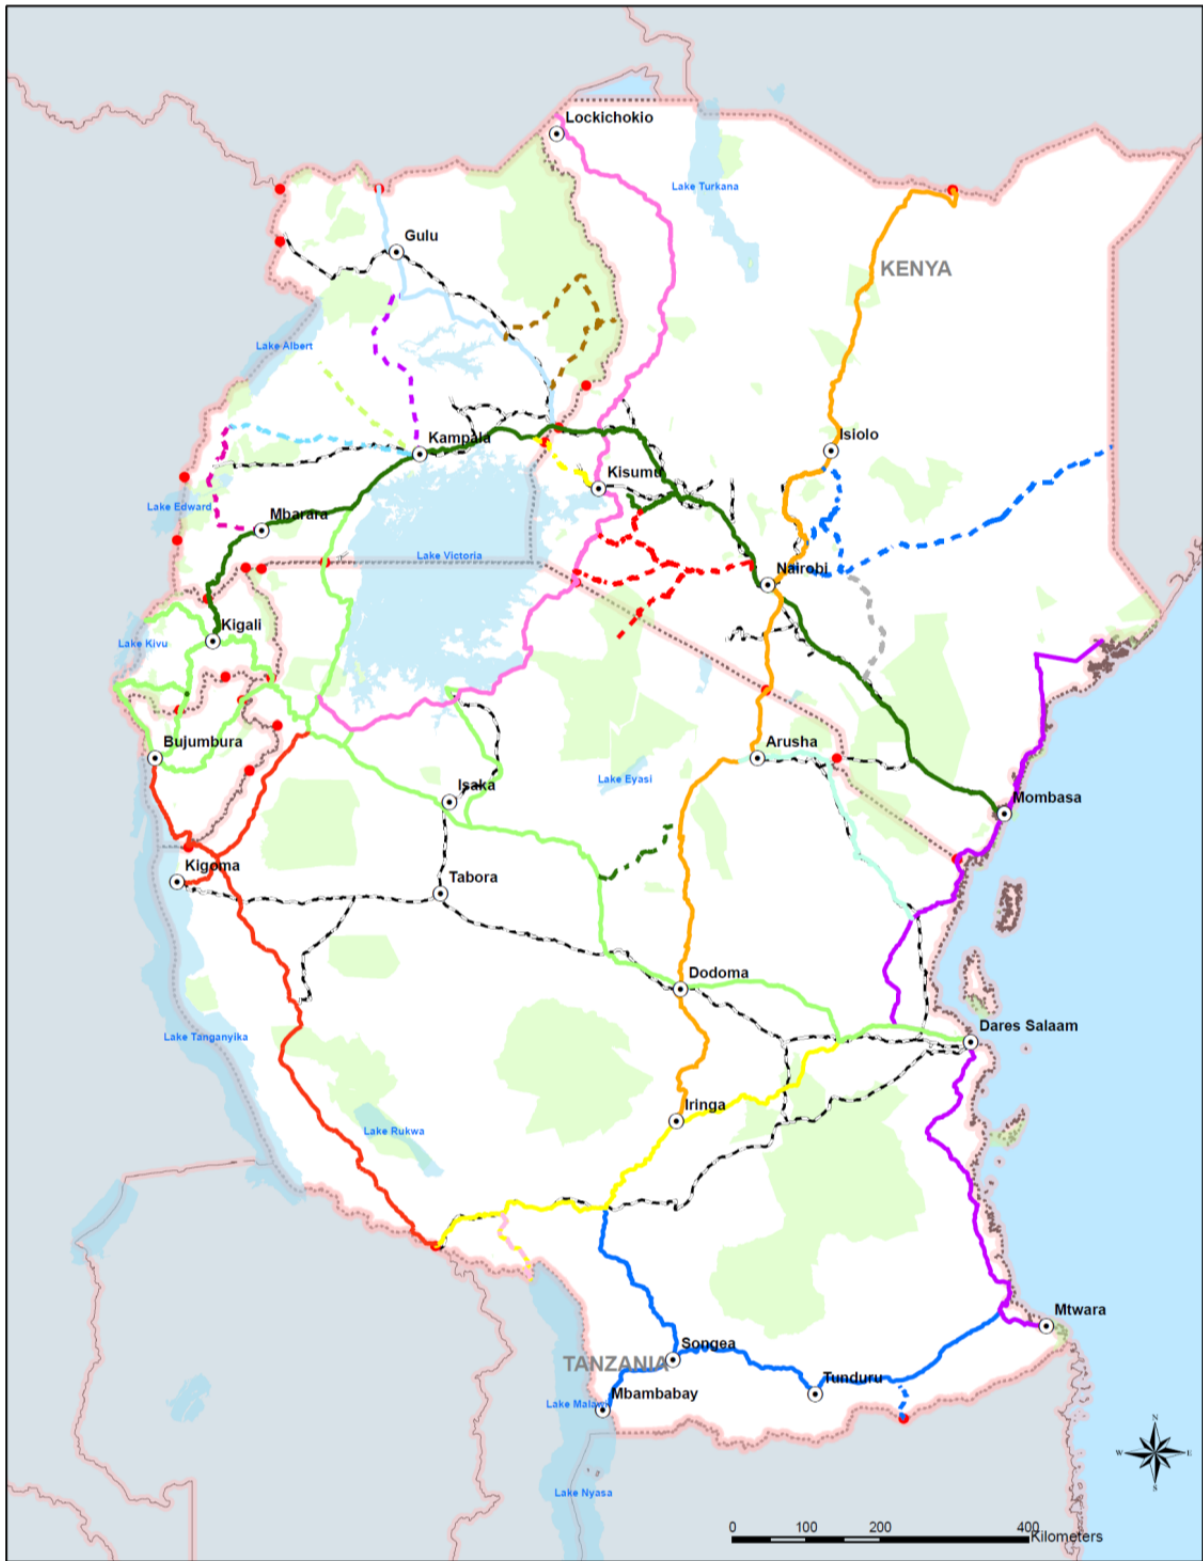 Lockichokio
Lake Turkana
Gulu
KENYA
Lake Albert
Isiolo
Kampala
Kisumu
Lake Edward
Mbarara
Lake Victoria
Nairobi
Kigali
Lake Kivu
Bujumbura
Arusha
Lake Eyasi
Isaka
Mombasa
Kigoma
Tabora
Dodoma
Dares Salaam
Lake Tanganyika
Iringa
Lake Rukwa
Mtwara
Songea
TANZANIA
Tunduru
Mbambabay
Lake Malawi
N
W E
S
Lake Nyasa
0 100 200 400
Kilometers